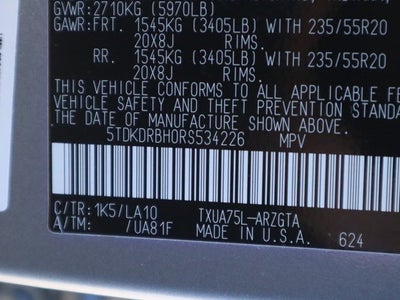 GVWR:2710KG (5970LB)
GAWR:FRT. 1545KG (3405LB) WITH 235/55R20
20X8J RIMS.
RR. 1545KG (3405LB) WITH 235/55R20
20X8J RIMS.
THIS VEHICLE CONFORMS TO ALL APPLICABLE
VEHICLE SAFETY AND THEFT PREVENTION
THE DATE OF MANUFACTURE SHOWN ABOVE.
5TDKDRBH0RS534226 MPV
C/TR:1K5/LA10 TXUA75L-ARZGTA
A/TM: /UA81F MADE IN U.S.A. 624